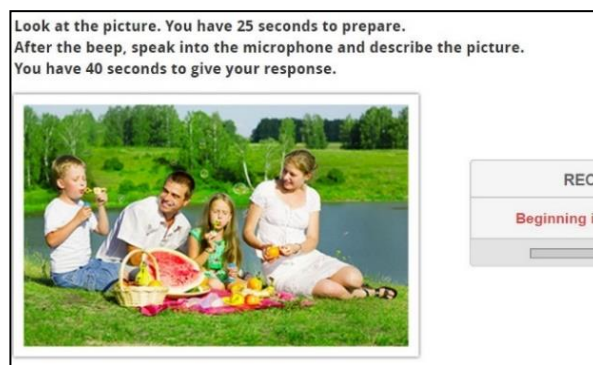 Look at the picture. You have 25 seconds to prepare.
After the beep, speak into the microphone and describe the picture.
You have 40 seconds to give your response.
REC
Beginning i